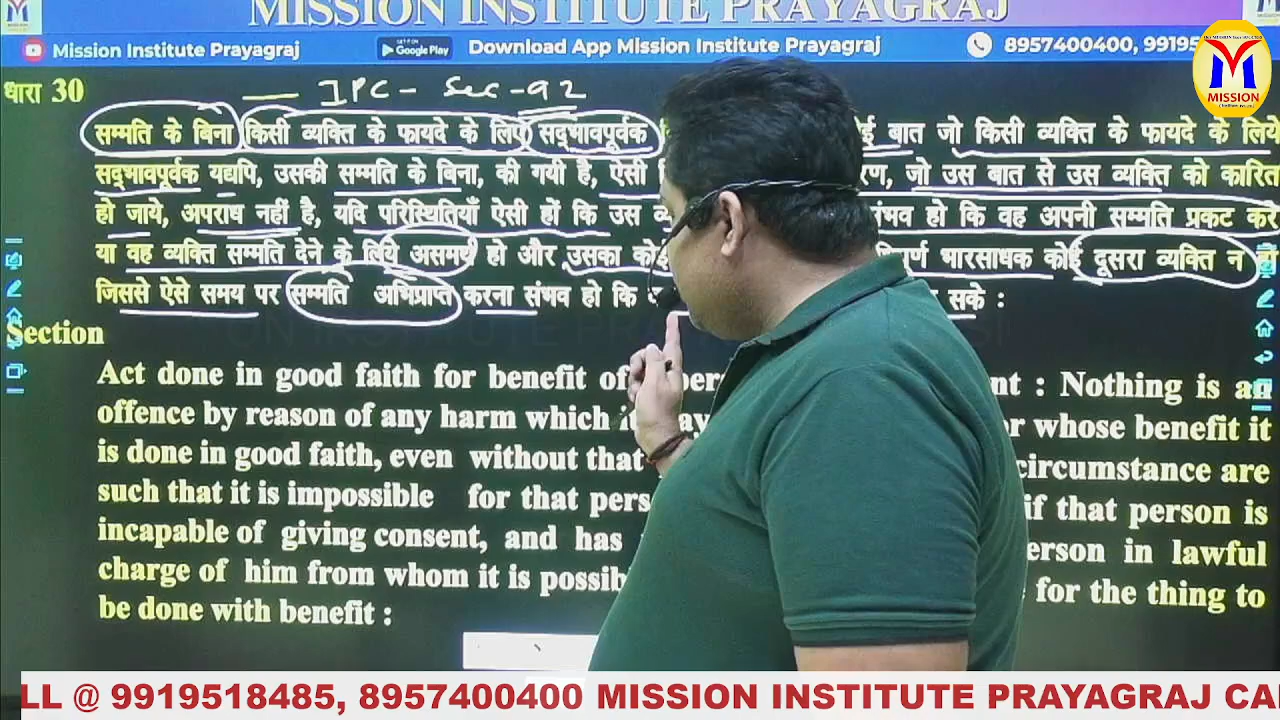 MISSION INSTITUTE PRAYAGRAJ
Mission Institute Prayagraj GET IT ON Google Play Download App Mission Institute Prayagraj 8957400400, 99195
MISSION
धारा 30 IPC - Sec - 92
सम्मति के बिना किसी व्यक्ति के फायदे के लिए सद्भावपूर्वक बात जो किसी व्यक्ति के फायदे के लिये
सद्भावपूर्वक यद्यपि, उसकी सम्मति के बिना, की गयी है, ऐसी जो उस बात से उस व्यक्ति को कारित
हो जाये, अपराध नहीं है, यदि परिस्थितियाँ ऐसी हों कि उस संभव हो कि वह अपनी सम्मति प्रकट करे
या वह व्यक्ति सम्मति देने के लिये असमर्थ हो और उसका कोई भारसाधक कोई दूसरा व्यक्ति न हो
जिससे ऐसे समय पर सम्मति अभिप्राप्त करना संभव हो कि सके :
Section
Act done in good faith for benefit of : Nothing is an
offence by reason of any harm which it whose benefit it
is done in good faith, even without that circumstance are
such that it is impossible for that if that person is
incapable of giving consent, and has in lawful
charge of him from whom it is for the thing to
be done with benefit :
LL @ 9919518485, 8957400400 MISSION INSTITUTE PRAYAGRAJ CA